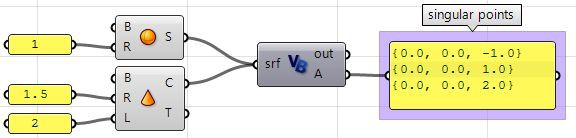 singular points
B
1
R
S
B
1.5
R
C
2
L
T
srf
VB
out
A
{0.0, 0.0, -1.0}
{0.0, 0.0, 1.0}
{0.0, 0.0, 2.0}